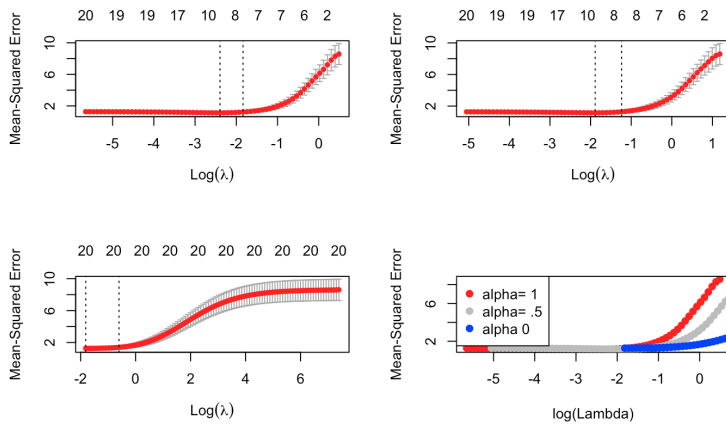 20 19 19 17 10 8 7 7 6 2
Mean-Squared Error
2 6 10
-5 -4 -3 -2 -1 0
Log(λ)
20 19 19 17 10 8 8 7 6 2
Mean-Squared Error
2 6 10
-5 -4 -3 -2 -1 0 1
Log(λ)
20 20 20 20 20 20 20 20 20 20
Mean-Squared Error
2 6 10
-2 0 2 4 6
Log(λ)
Mean-Squared Error
2 6
alpha= 1
alpha= .5
alpha 0
-5 -4 -3 -2 -1 0
log(Lambda)